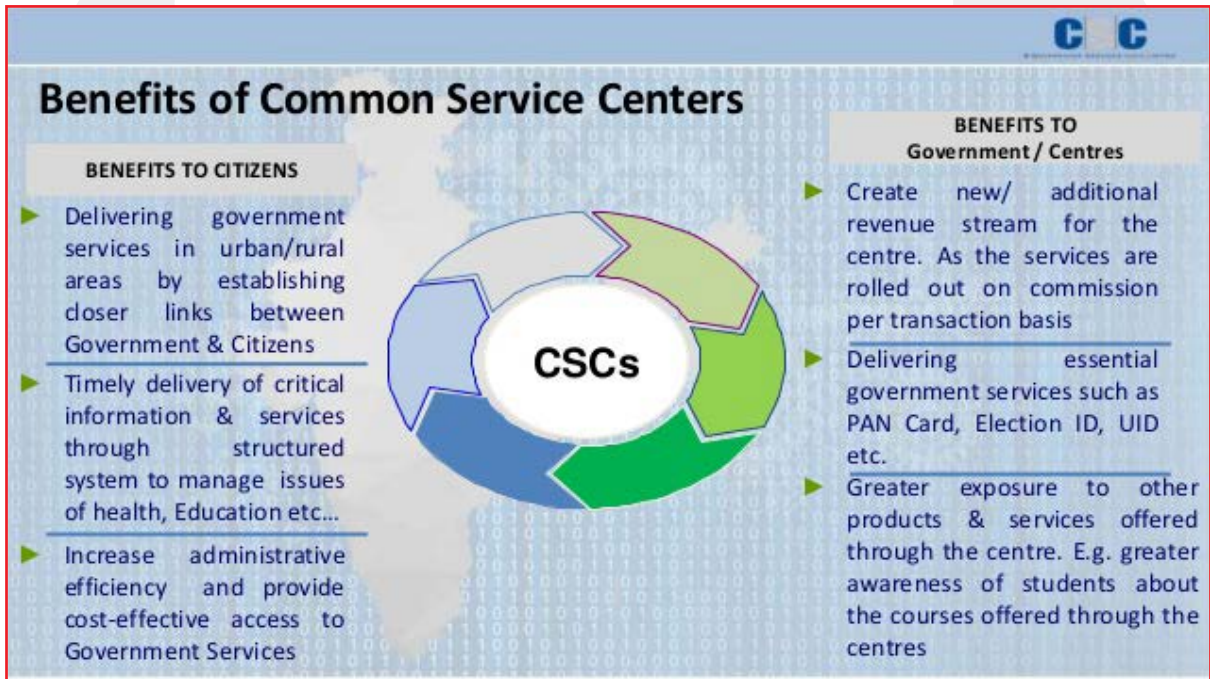 CSC
Benefits of Common Service Centers
BENEFITS TO CITIZENS
Delivering government
services in urban/rural
areas by establishing
closer links between
Government & Citizens
Timely delivery of critical
information & services
through structured
system to manage issues
of health, Education etc...
Increase administrative
efficiency and provide
cost-effective access to
Government Services
CSCs
BENEFITS TO
Government / Centres
Create new/ additional
revenue stream for the
centre. As the services are
rolled out on commission
per transaction basis
Delivering essential
government services such as
PAN Card, Election ID, UID
etc.
Greater exposure to other
products & services offered
through the centre. E.g. greater
awareness of students about
the courses offered through the
centres